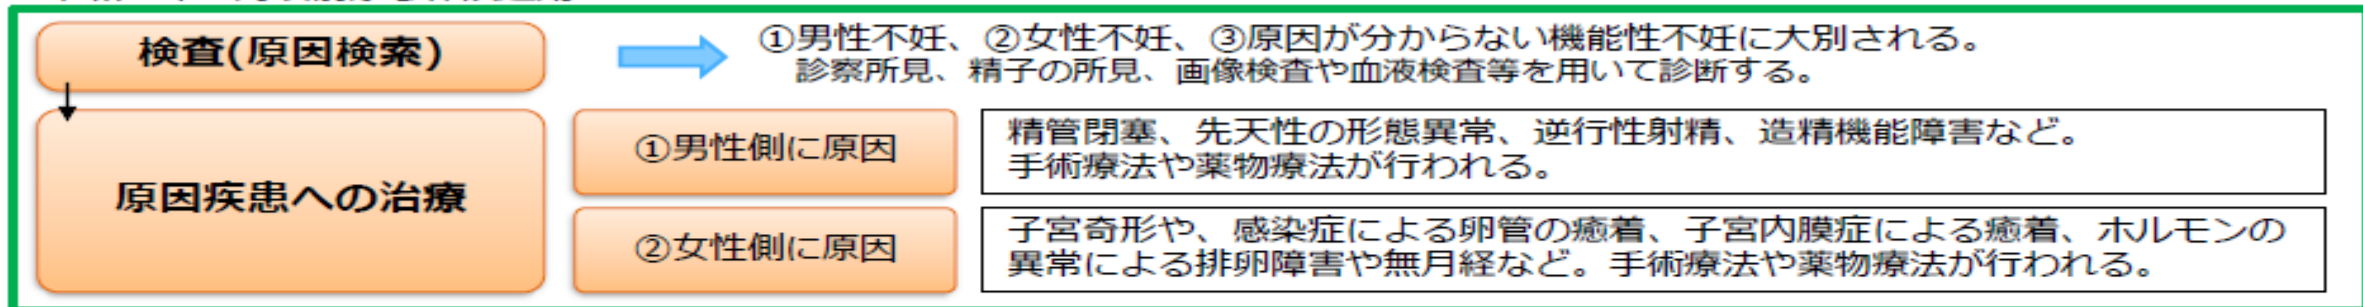 検査(原因検索)
①男性不妊、②女性不妊、③原因が分からない機能性不妊に大別される。
診察所見、精子の所見、画像検査や血液検査等を用いて診断する。
原因疾患への治療
①男性側に原因
精管閉塞、先天性の形態異常、逆行性射精、造精機能障害など。
手術療法や薬物療法が行われる。
②女性側に原因
子宮奇形や、感染症による卵管の癒着、子宮内膜症による癒着、ホルモンの
異常による排卵障害や無月経など。手術療法や薬物療法が行われる。